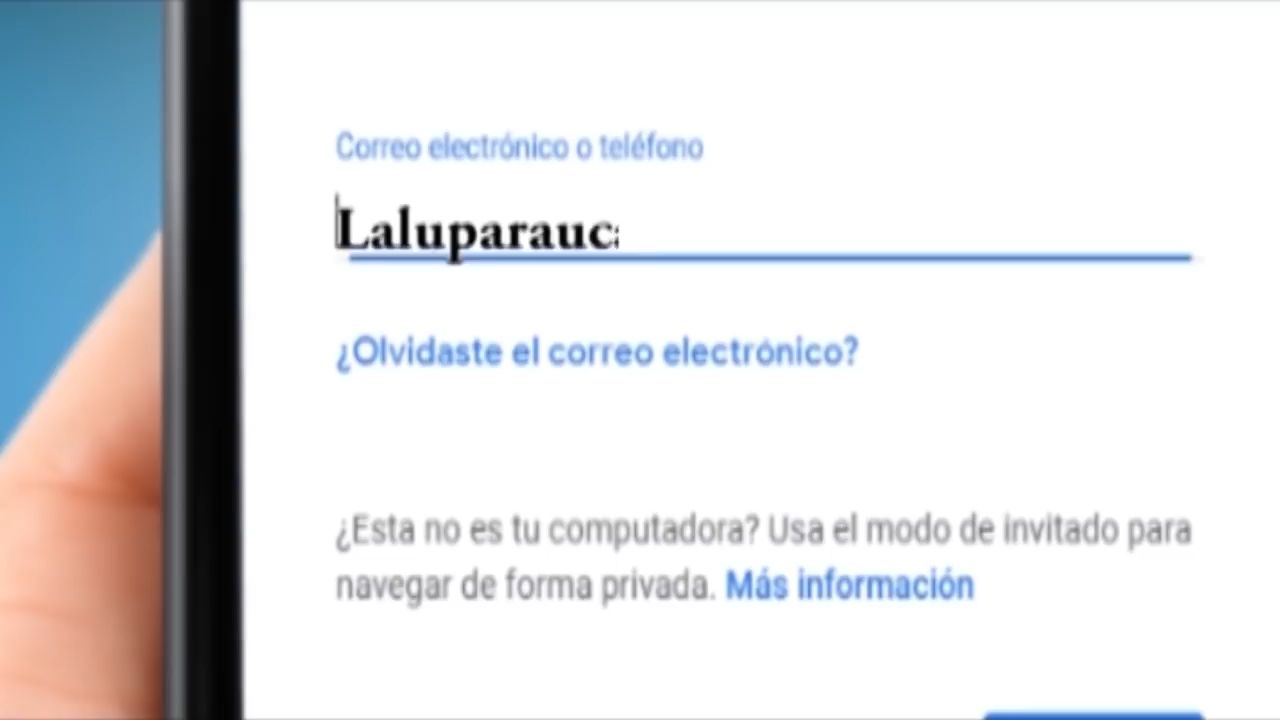 Correo electrónico o teléfono
Laluparauc
¿Olvidaste el correo electrónico?
¿Esta no es tu computadora? Usa el modo de invitado para
navegar de forma privada. Más información